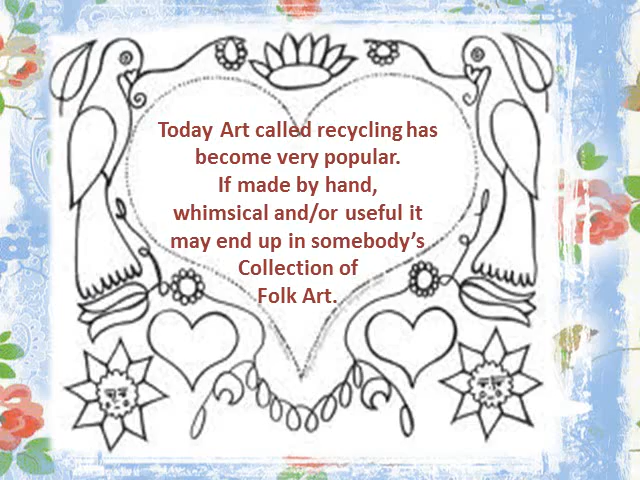 Today Art called recycling has
become very popular.
If made by hand,
whimsical and/or useful it
may end up in somebody’s
Collection of
Folk Art.